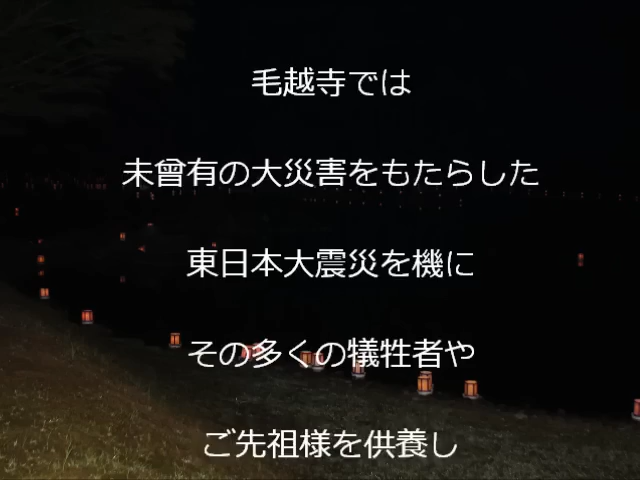 毛越寺では
未曾有の大災害をもたらした
東日本大震災を機に
その多くの犠牲者や
ご先祖様を供養し